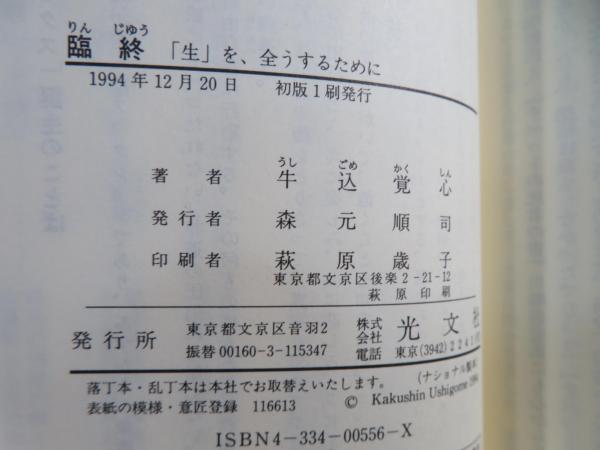 りん じゆう
臨 終 「生」を、全うするために
1994年12月20日 初版1刷発行
うし ごめ かく しん
著 者 牛 込 覚 心
発行者 森 元 順 司
印刷者 萩 原 歳 子
東京都文京区後楽2-21-12
萩 原 印 刷
発行所 東京都文京区音羽2 株式会社 光 文 社
振替00160-3-115347 電話 東京(3942)2241
落丁本・乱丁本は本社でお取替えいたします。 (ナショナル製本)
表紙の模様・意匠登録 116613 © Kakushin Ushigome 1994
ISBN4-334-00556-X